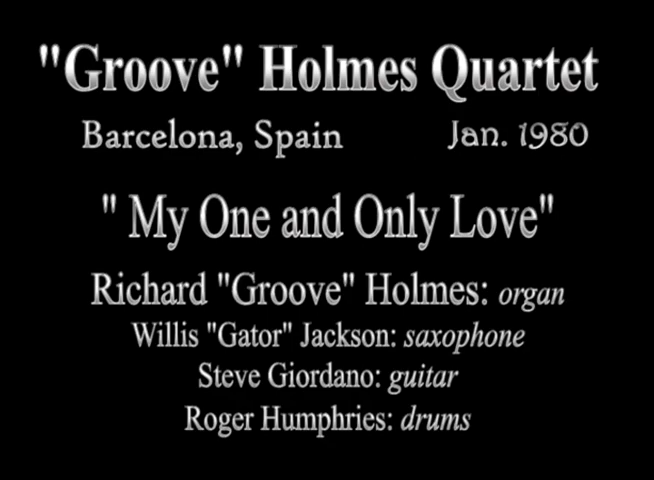 "Groove" Holmes Quartet
Barcelona, Spain Jan. 1980
" My One and Only Love"
Richard "Groove" Holmes: organ
Willis "Gator" Jackson: saxophone
Steve Giordano: guitar
Roger Humphries: drums